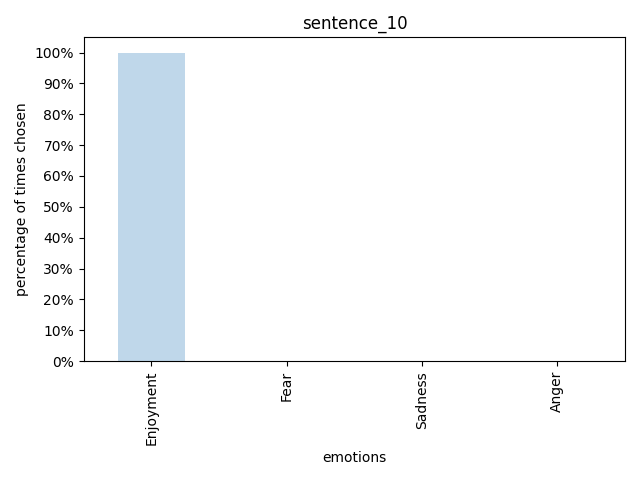 sentence_10
percentage of times chosen
100%
90%
80%
70%
60%
50%
40%
30%
20%
10%
0%
Enjoyment
Fear
Sadness
Anger
emotions